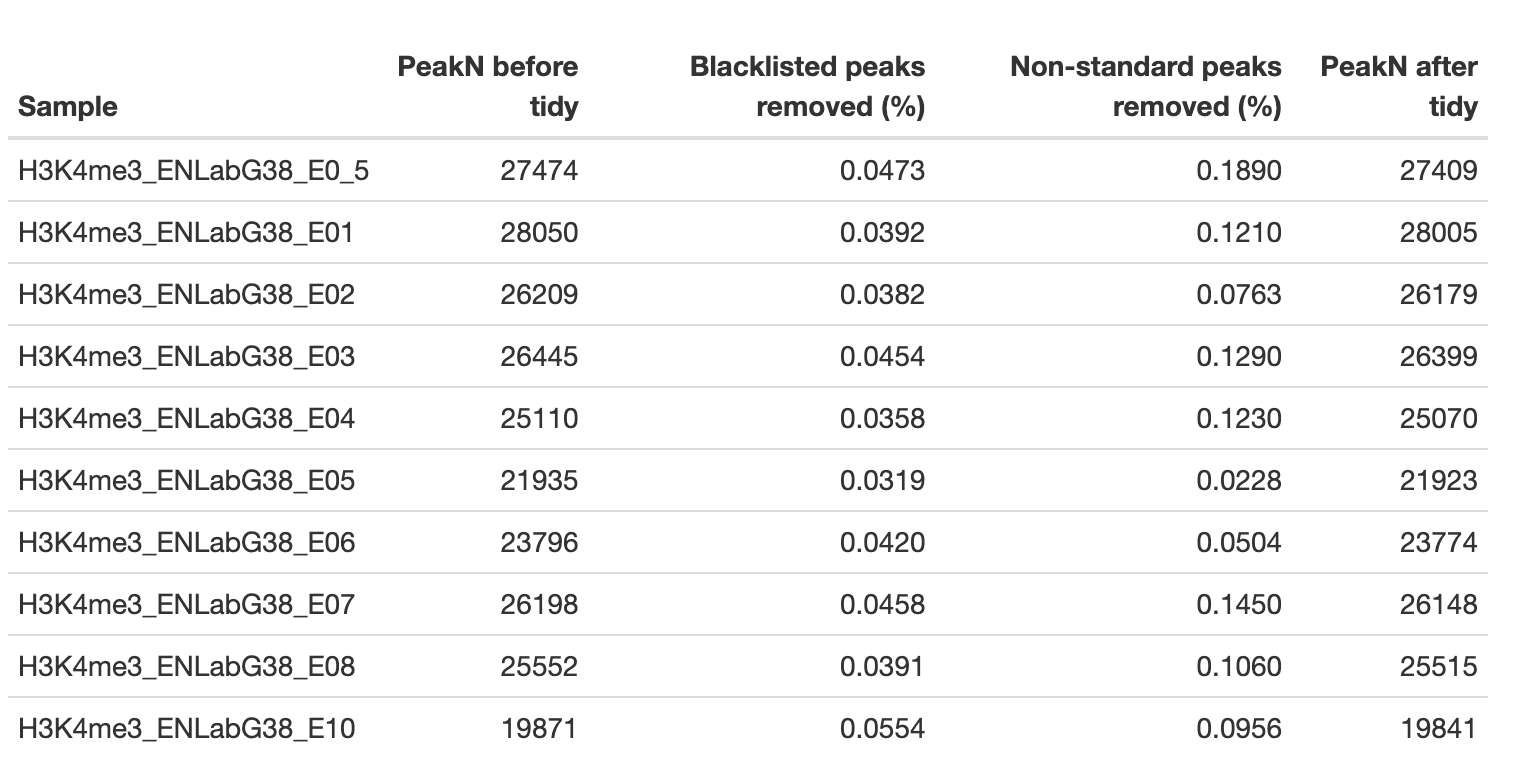 PeakN before Blacklisted peaks Non-standard peaks PeakN after
Sample tidy removed (%) removed (%) tidy
H3K4me3_ENLabG38_E0_5 27474 0.0473 0.1890 27409
H3K4me3_ENLabG38_E01 28050 0.0392 0.1210 28005
H3K4me3_ENLabG38_E02 26209 0.0382 0.0763 26179
H3K4me3_ENLabG38_E03 26445 0.0454 0.1290 26399
H3K4me3_ENLabG38_E04 25110 0.0358 0.1230 25070
H3K4me3_ENLabG38_E05 21935 0.0319 0.0228 21923
H3K4me3_ENLabG38_E06 23796 0.0420 0.0504 23774
H3K4me3_ENLabG38_E07 26198 0.0458 0.1450 26148
H3K4me3_ENLabG38_E08 25552 0.0391 0.1060 25515
H3K4me3_ENLabG38_E10 19871 0.0554 0.0956 19841